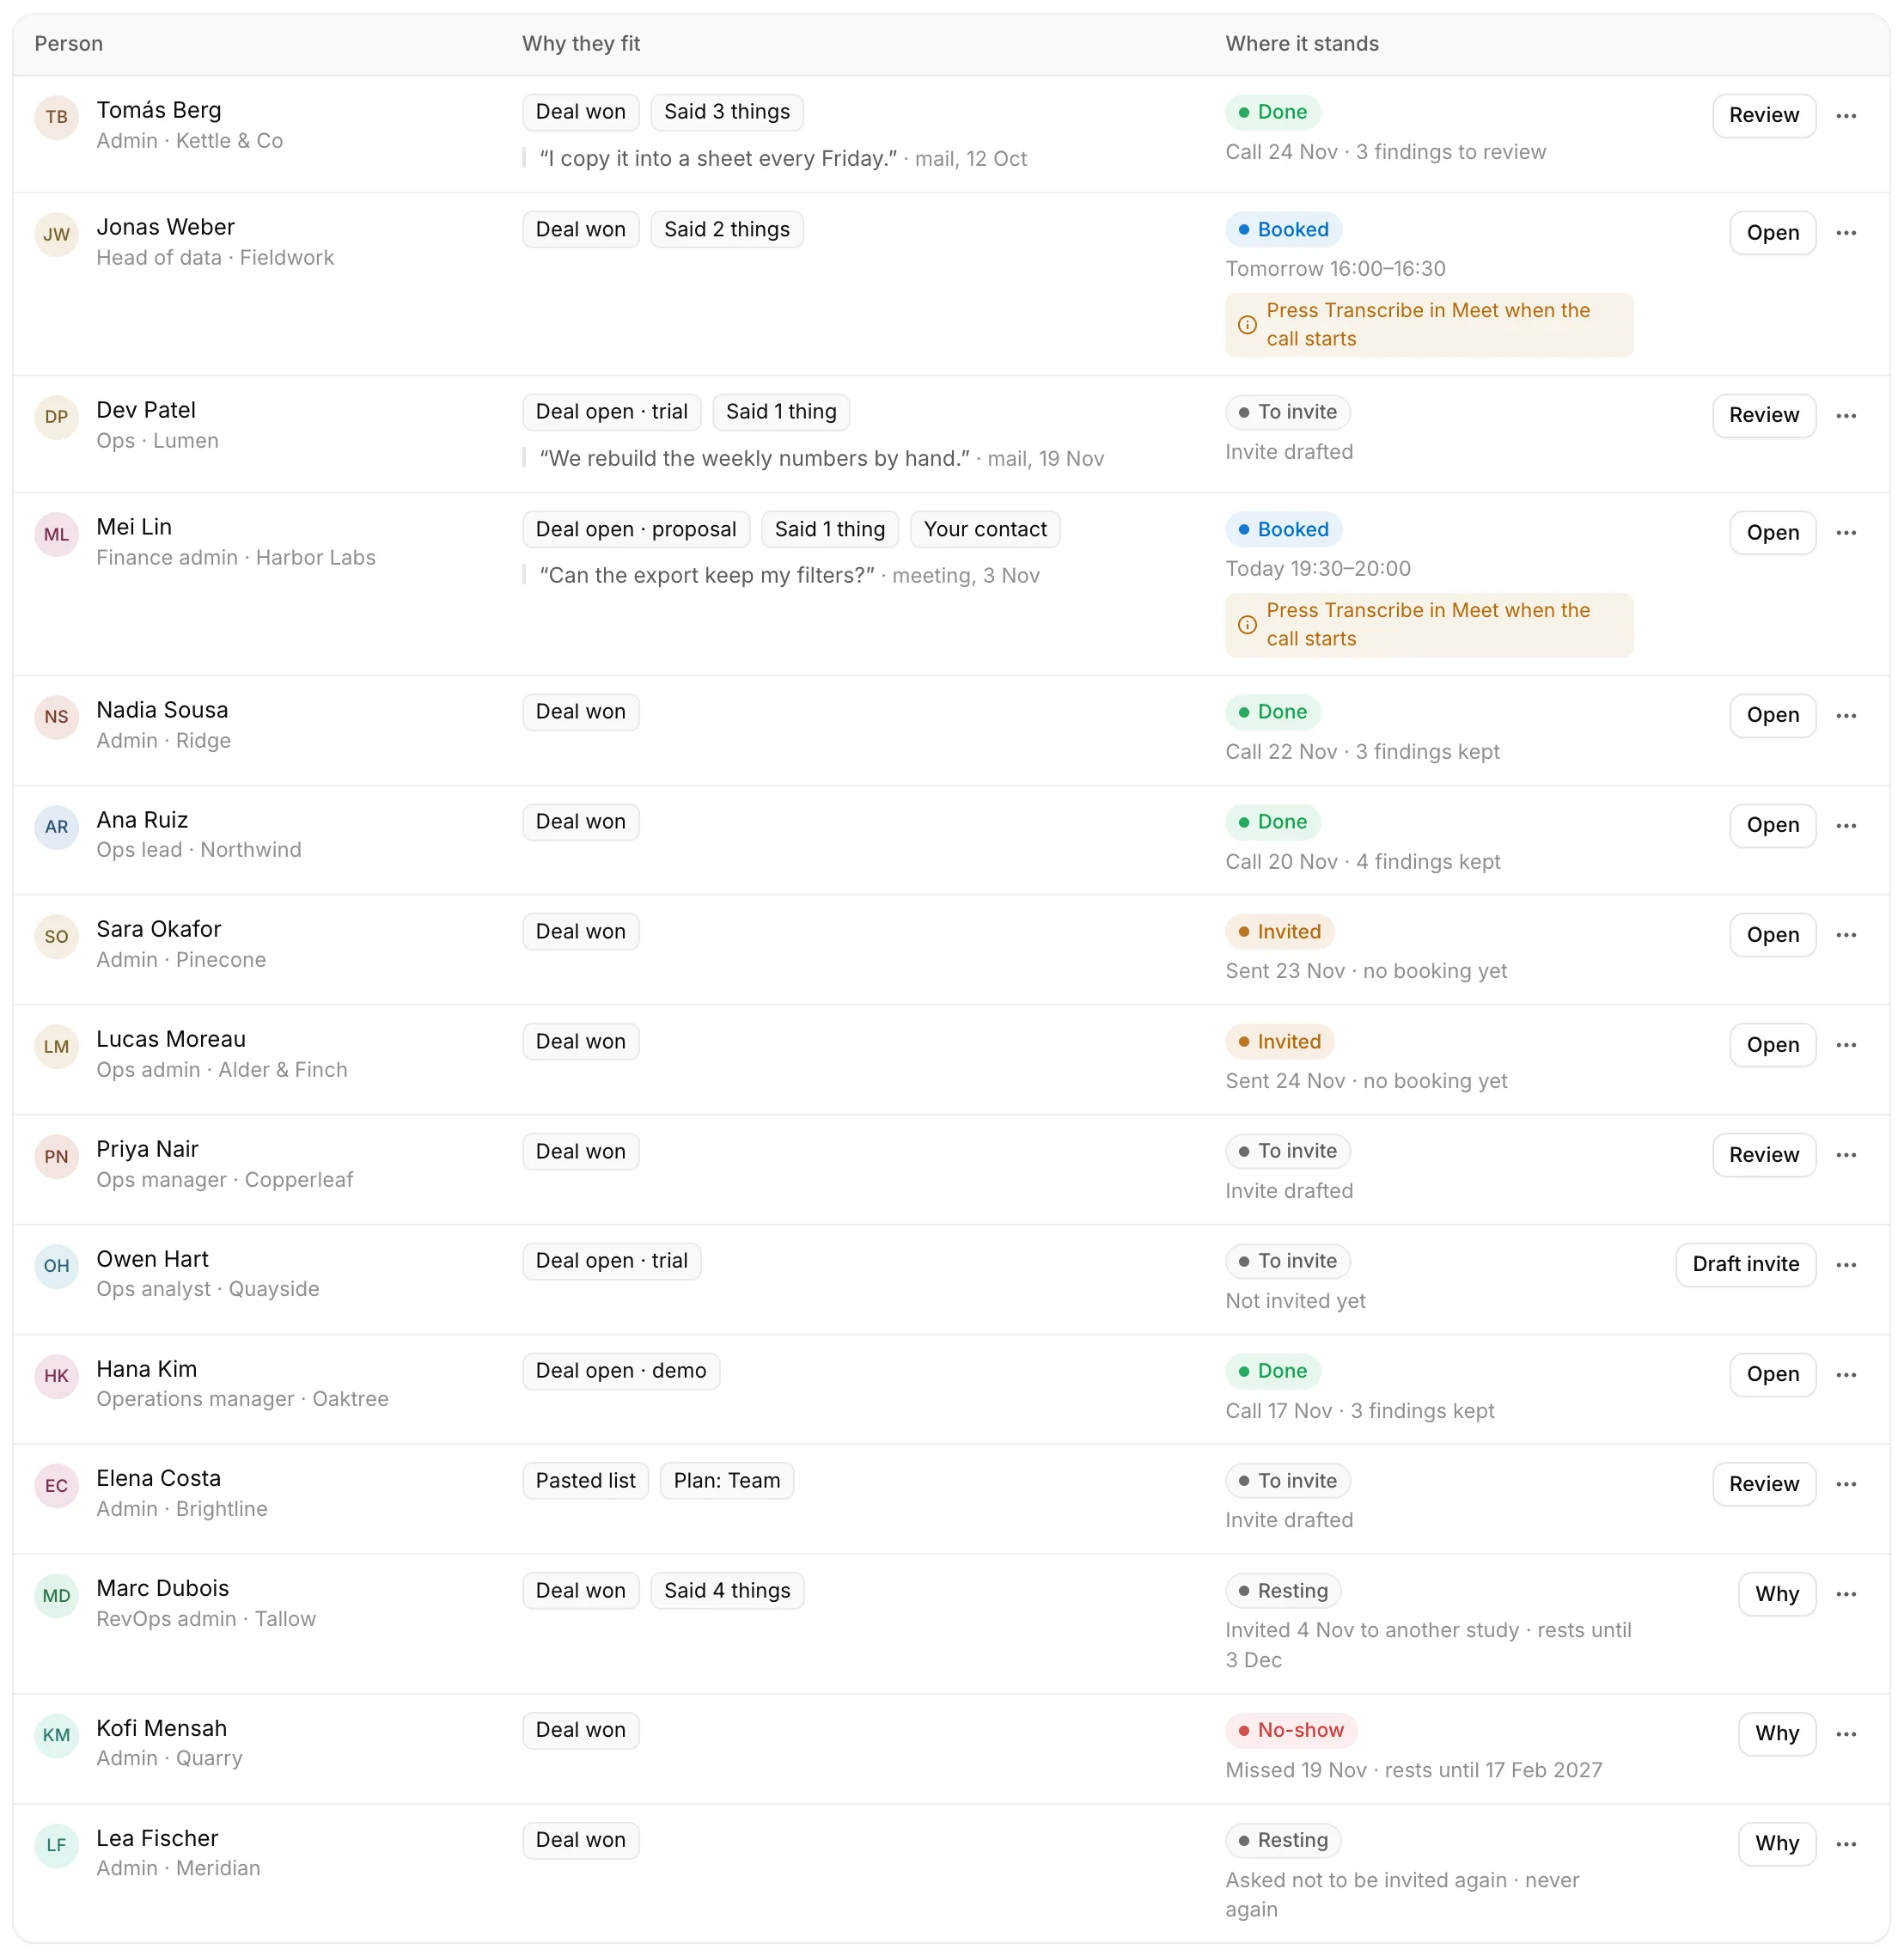 Person Why they fit Where it stands
TB Tomás Berg Deal won Said 3 things Done Review ···
Admin · Kettle & Co “I copy it into a sheet every Friday.” · mail, 12 Oct Call 24 Nov · 3 findings to review
JW Jonas Weber Deal won Said 2 things Booked Open ···
Head of data · Fieldwork Tomorrow 16:00–16:30
Press Transcribe in Meet when the
call starts
DP Dev Patel Deal open · trial Said 1 thing To invite Review ···
Ops · Lumen “We rebuild the weekly numbers by hand.” · mail, 19 Nov Invite drafted
ML Mei Lin Deal open · proposal Said 1 thing Your contact Booked Open ···
Finance admin · Harbor Labs “Can the export keep my filters?” · meeting, 3 Nov Today 19:30–20:00
Press Transcribe in Meet when the
call starts
NS Nadia Sousa Deal won Done Open ···
Admin · Ridge Call 22 Nov · 3 findings kept
AR Ana Ruiz Deal won Done Open ···
Ops lead · Northwind Call 20 Nov · 4 findings kept
SO Sara Okafor Deal won Invited Open ···
Admin · Pinecone Sent 23 Nov · no booking yet
LM Lucas Moreau Deal won Invited Open ···
Ops admin · Alder & Finch Sent 24 Nov · no booking yet
PN Priya Nair Deal won To invite Review ···
Ops manager · Copperleaf Invite drafted
OH Owen Hart Deal open · trial To invite Draft invite ···
Ops analyst · Quayside Not invited yet
HK Hana Kim Deal open · demo Done Open ···
Operations manager · Oaktree Call 17 Nov · 3 findings kept
EC Elena Costa Pasted list Plan: Team To invite Review ···
Admin · Brightline Invite drafted
MD Marc Dubois Deal won Said 4 things Resting Why ···
RevOps admin · Tallow Invited 4 Nov to another study · rests until
3 Dec
KM Kofi Mensah Deal won No-show Why ···
Admin · Quarry Missed 19 Nov · rests until 17 Feb 2027
LF Lea Fischer Deal won Resting Why ···
Admin · Meridian Asked not to be invited again · never
again